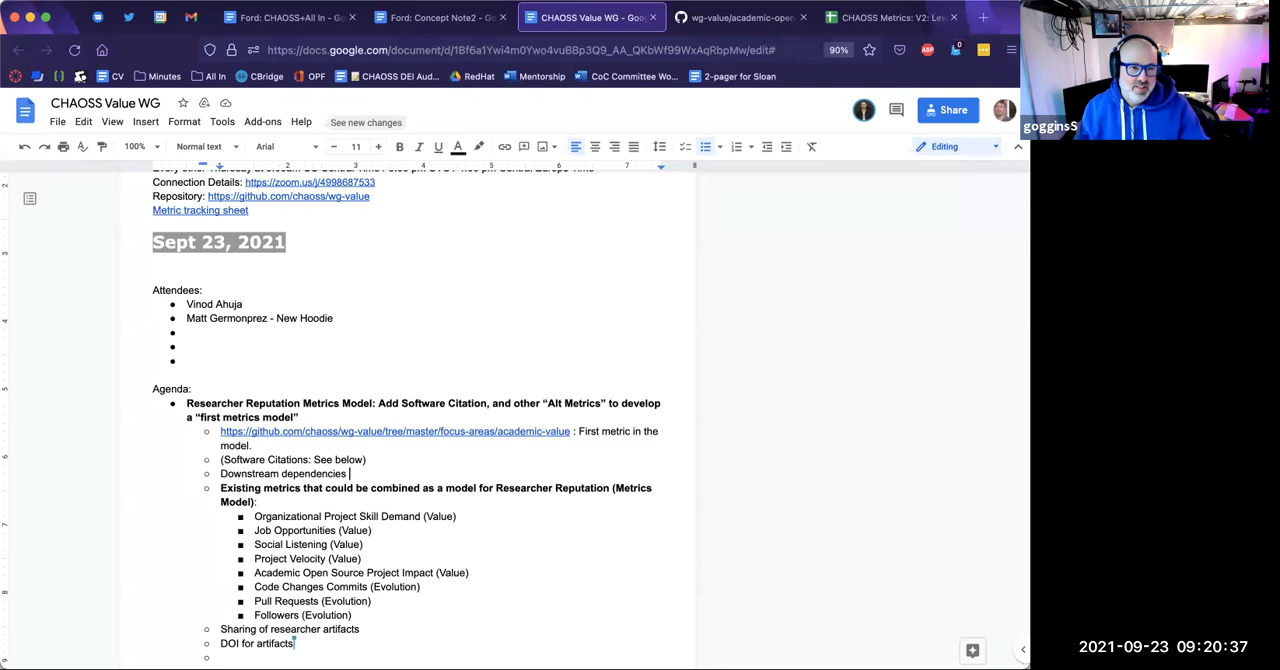 Ford: CHAOSS+All In - Go
Ford: Concept Note2 - Go
CHAOSS Value WG - Goo
wg-value/academic-open
CHAOSS Metrics: V2: Lev
https://docs.google.com/document/d/1Bf6a1Ywi4m0Ywo4vuBBp3Q9_AA_QKbWf99WxAqRbpMw/edit#
90%
CV
Minutes
All In
CBridge
OPF
CHAOSS DEI Aud...
RedHat
Mentorship
CoC Committee Wo...
2-pager for Sloan
CHAOSS Value WG
Share
File Edit View Insert Format Tools Add-ons Help See new changes
100% Normal text Arial 11 Editing
2 3 4 5 6 7 8
Connection Details: https://zoom.us/j/4998687533
Repository: https://github.com/chaoss/wg-value
Metric tracking sheet
Sept 23, 2021
Attendees:
Vinod Ahuja
Matt Germonprez - New Hoodie
Agenda:
Researcher Reputation Metrics Model: Add Software Citation, and other “Alt Metrics” to develop
a “first metrics model”
https://github.com/chaoss/wg-value/tree/master/focus-areas/academic-value : First metric in the
model.
(Software Citations: See below)
Downstream dependencies
Existing metrics that could be combined as a model for Researcher Reputation (Metrics
Model):
Organizational Project Skill Demand (Value)
Job Opportunities (Value)
Social Listening (Value)
Project Velocity (Value)
Academic Open Source Project Impact (Value)
Code Changes Commits (Evolution)
Pull Requests (Evolution)
Followers (Evolution)
Sharing of researcher artifacts
DOI for artifacts
gogginsS
2021-09-23 09:20:37